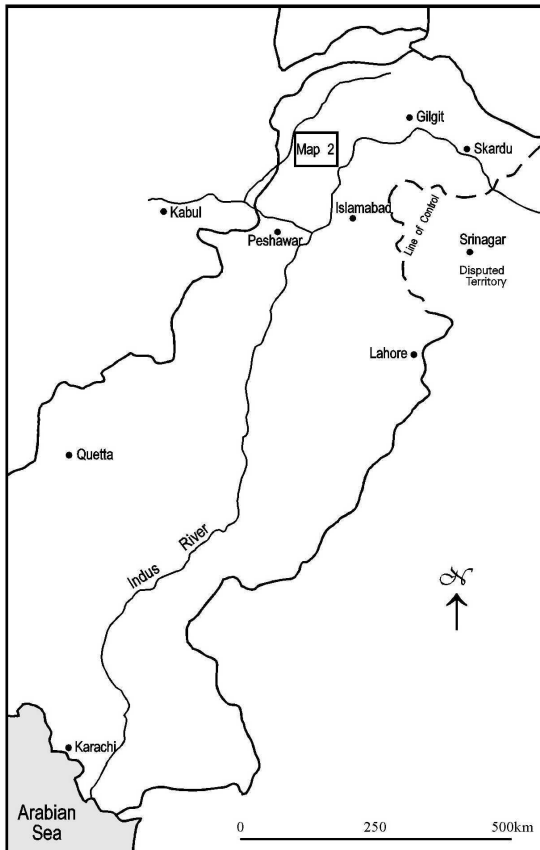 Gilgit
Map 2
Skardu
Kabul
Islamabad
Line of Control
Peshawar
Srinagar
Disputed
Territory
Lahore
Quetta
Indus River
Karachi
Arabian
Sea
0 250 500km